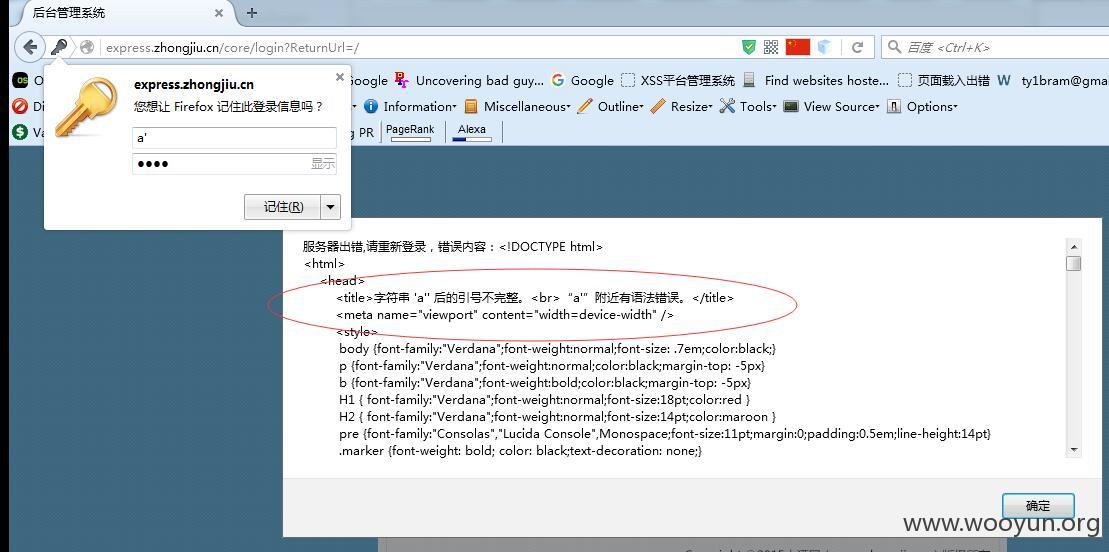 后台管理系统
express.zhongjiu.cn/core/login?ReturnUrl=/
百度 <Ctrl+K>
Google
Uncovering bad guy...
Google
XSS平台管理系统
Find websites hoste...
页面载入出错
W ty1bram@gma
Information
Miscellaneous
Outline
Resize
Tools
View Source
Options
PR
PageRank
Alexa
express.zhongjiu.cn
您想让 Firefox 记住此登录信息吗？
a'
●●●●
显示
记住(R)
服务器出错,请重新登录，错误内容：<!DOCTYPE html>
<html>
<head>
<title>字符串 'a'' 后的引号不完整。<br>“a'”附近有语法错误。</title>
<meta name="viewport" content="width=device-width" />
<style>
body {font-family:"Verdana";font-weight:normal;font-size: .7em;color:black;}
p {font-family:"Verdana";font-weight:normal;color:black;margin-top: -5px}
b {font-family:"Verdana";font-weight:bold;color:black;margin-top: -5px}
H1 { font-family:"Verdana";font-weight:normal;font-size:18pt;color:red }
H2 { font-family:"Verdana";font-weight:normal;font-size:14pt;color:maroon }
pre {font-family:"Consolas","Lucida Console",Monospace;font-size:11pt;margin:0;padding:0.5em;line-height:14pt}
.marker {font-weight: bold; color: black;text-decoration: none;}
确定
www.wooyun.org